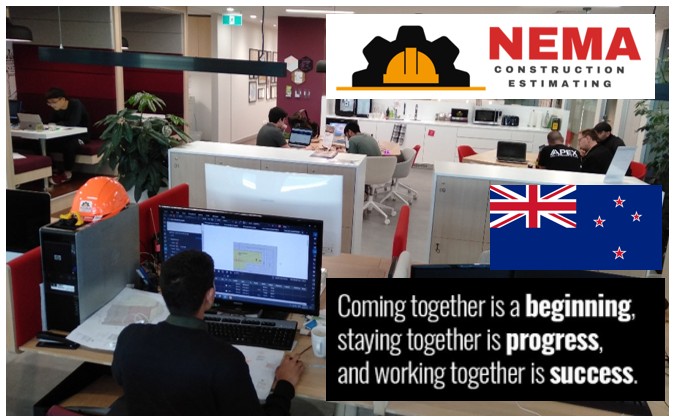 NEMA
CONSTRUCTION
ESTIMATING
APEX
Coming together is a beginning,
staying together is progress,
and working together is success.